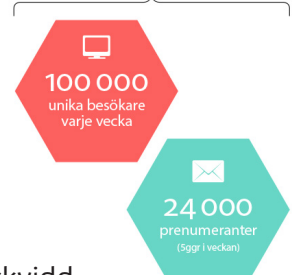 100 000
unika besökare
varje vecka
24 000
prenumeranter
(5ggr i veckan)